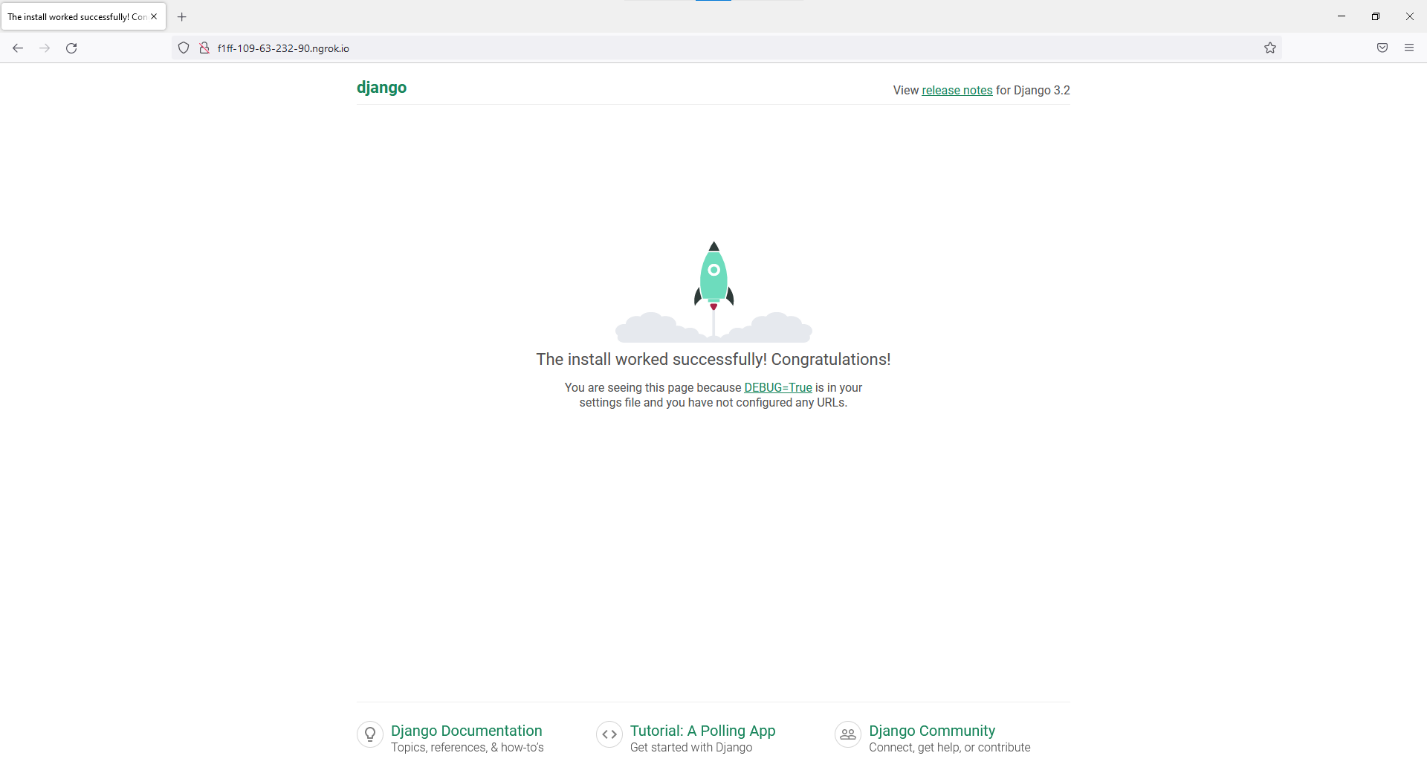 The install worked successfully! Con
f1ff-109-63-232-90.ngrok.io
django
View release notes for Django 3.2
The install worked successfully! Congratulations!
You are seeing this page because DEBUG=True is in your
settings file and you have not configured any URLs.
Django Documentation
Topics, references, & how-to's
Tutorial: A Polling App
Get started with Django
Django Community
Connect, get help, or contribute